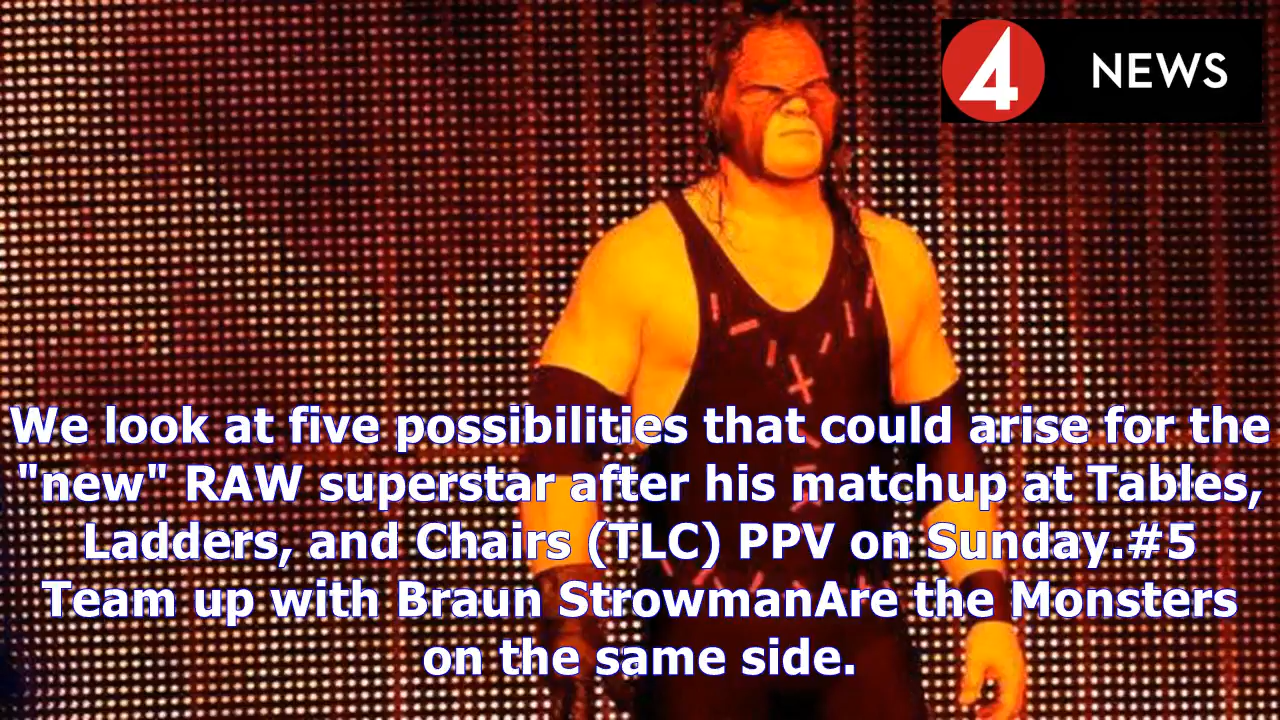 4 NEWS
We look at five possibilities that could arise for the
"new" RAW superstar after his matchup at Tables,
Ladders, and Chairs (TLC) PPV on Sunday.#5
Team up with Braun StrowmanAre the Monsters
on the same side.